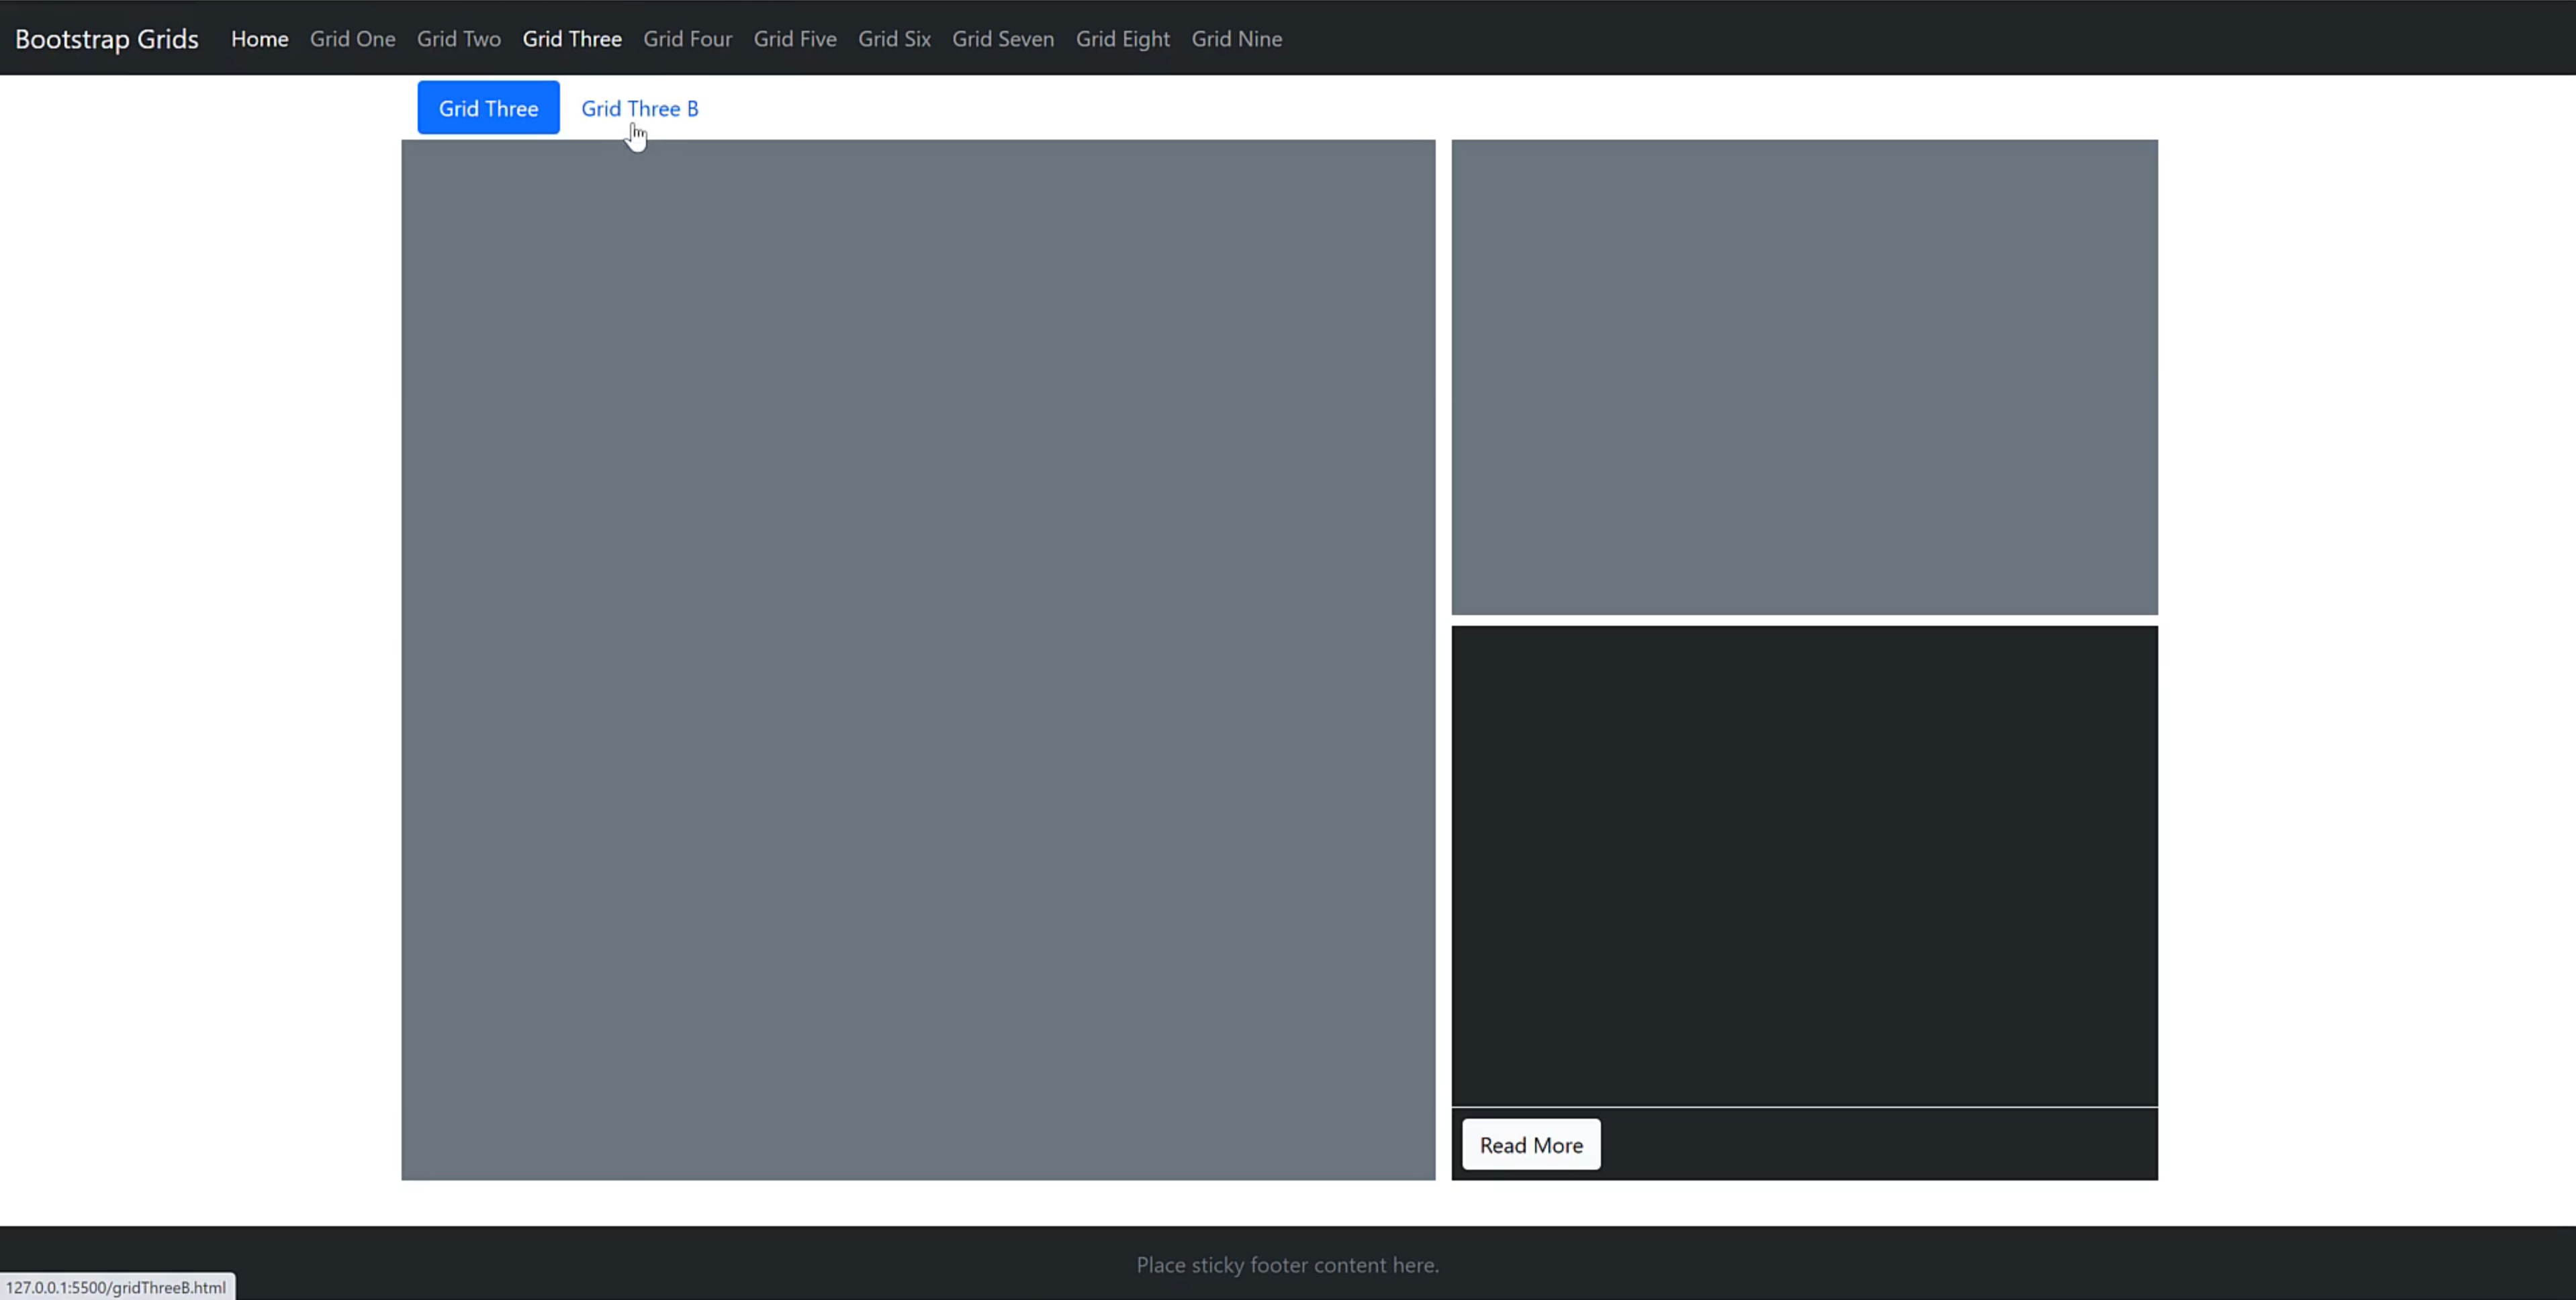 Bootstrap Grids Home Grid One Grid Two Grid Three Grid Four Grid Five Grid Six Grid Seven Grid Eight Grid Nine
Grid Three Grid Three B
Read More
Place sticky footer content here.
127.0.0.1:5500/gridThreeB.html